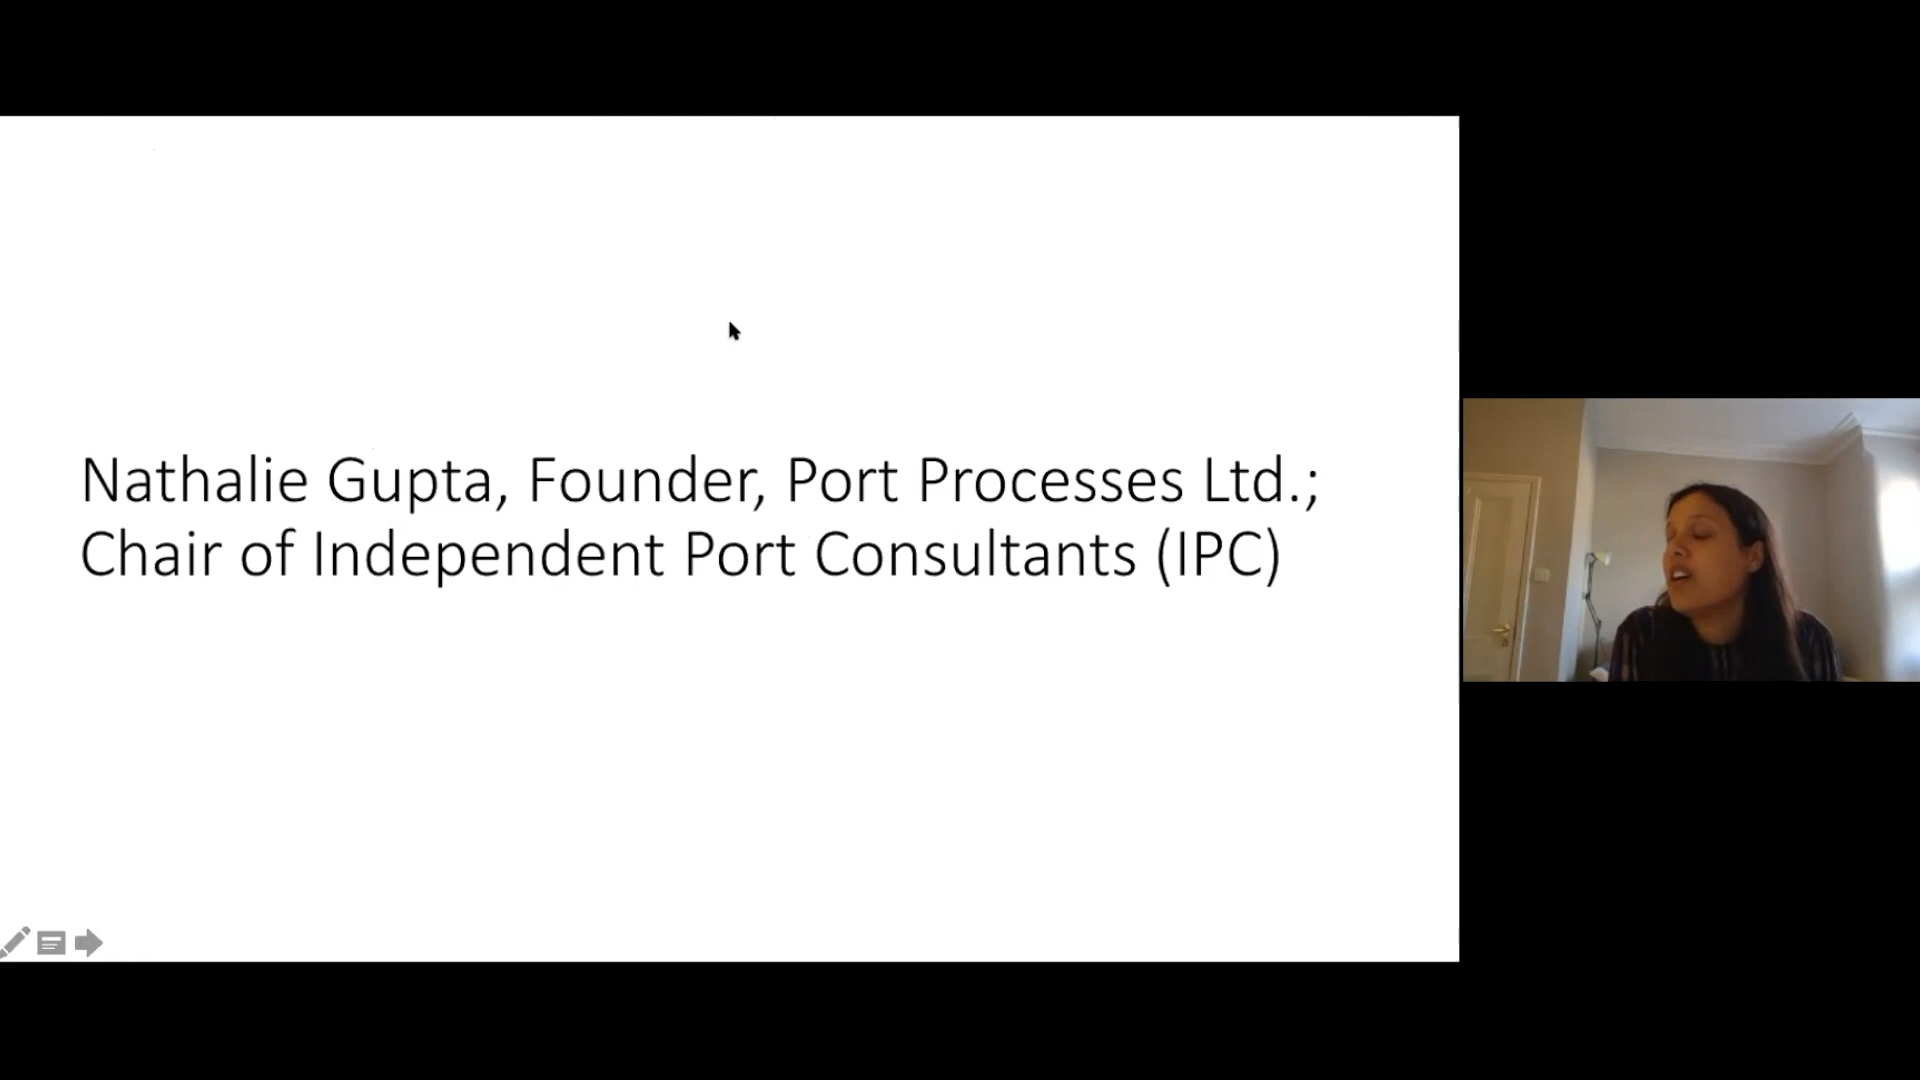 Nathalie Gupta, Founder, Port Processes Ltd.;
Chair of Independent Port Consultants (IPC)